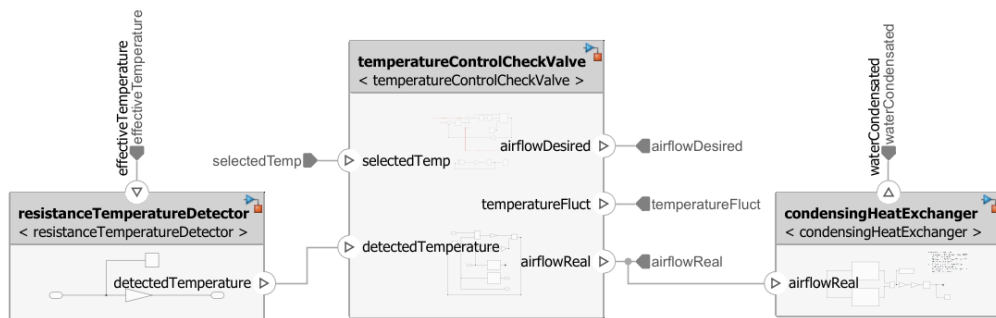 effectiveTemperature
effectiveTemperature
resistanceTemperatureDetector
< resistanceTemperatureDetector >
detectedTemperature
temperatureControlCheckValve
< temperatureControlCheckValve >
selectedTemp
selectedTemp
detectedTemperature
airflowDesired
airflowDesired
temperatureFluct
temperatureFluct
airflowReal
airflowReal
waterCondensated
waterCondensated
condensingHeatExchanger
< condensingHeatExchanger >
airflowReal